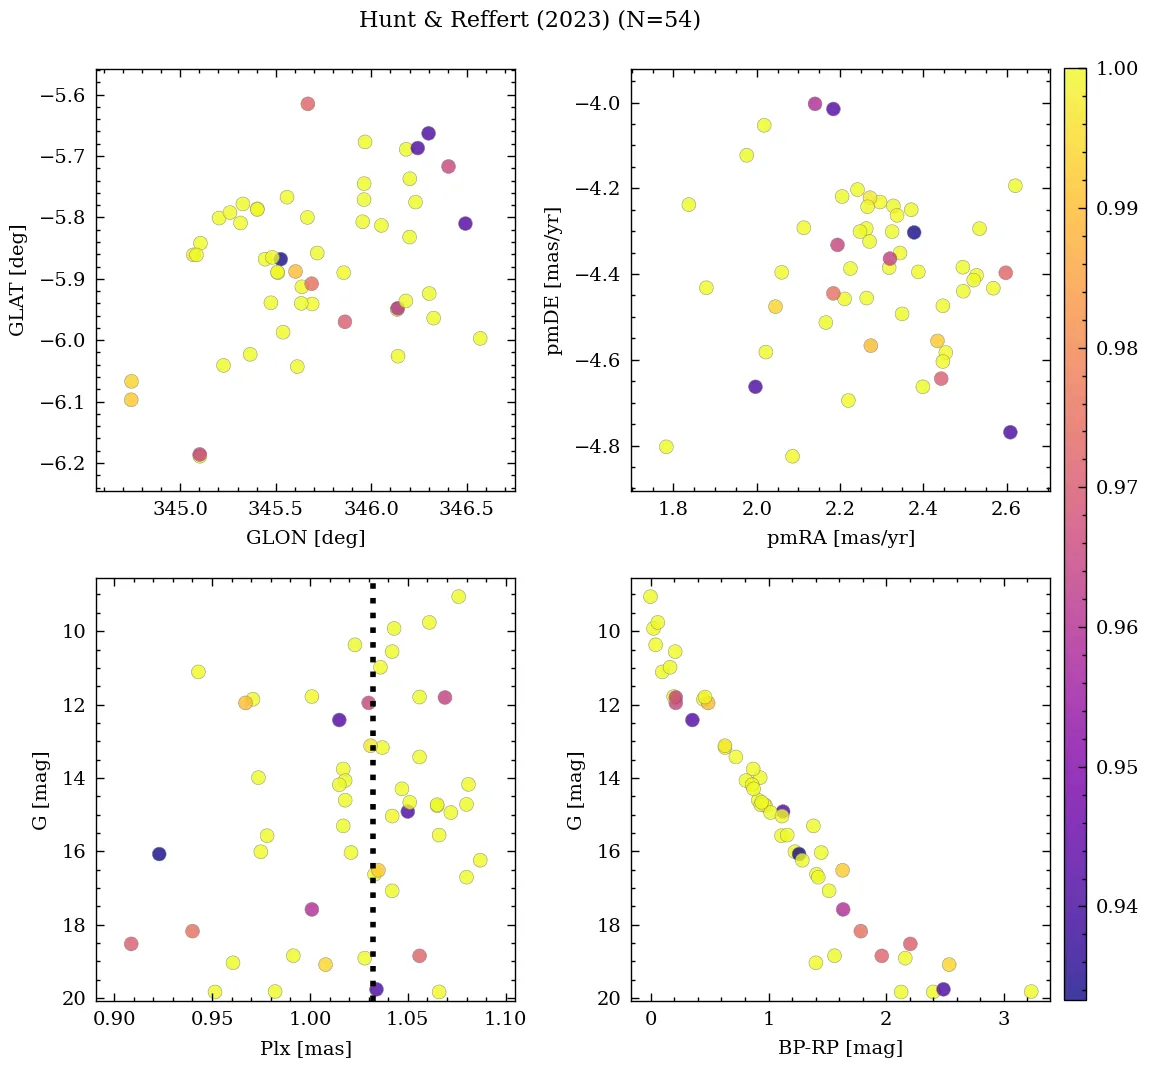 Hunt & Reffert (2023) (N=54)
−5.6
−5.7
−5.8
−5.9
−6.0
−6.1
−6.2
GLAT [deg]
345.0 345.5 346.0 346.5
GLON [deg]
−4.0
−4.2
−4.4
−4.6
−4.8
pmDE [mas/yr]
1.8 2.0 2.2 2.4 2.6
pmRA [mas/yr]
10
12
14
16
18
20
G [mag]
0.90 0.95 1.00 1.05 1.10
Plx [mas]
10
12
14
16
18
20
G [mag]
0 1 2 3
BP-RP [mag]
1.00
0.99
0.98
0.97
0.96
0.95
0.94